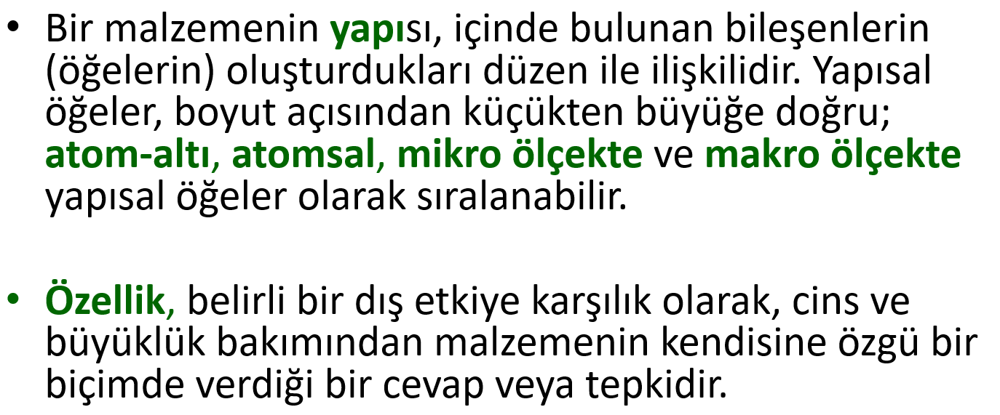 • Bir malzemenin yapısı, içinde bulunan bileşenlerin
(öğelerin) oluşturdukları düzen ile ilişkilidir. Yapısal
öğeler, boyut açısından küçükten büyüğe doğru;
atom-altı, atomsal, mikro ölçekte ve makro ölçekte
yapısal öğeler olarak sıralanabilir.
• Özellik, belirli bir dış etkiye karşılık olarak, cins ve
büyüklük bakımından malzemenin kendisine özgü bir
biçimde verdiği bir cevap veya tepkidir.